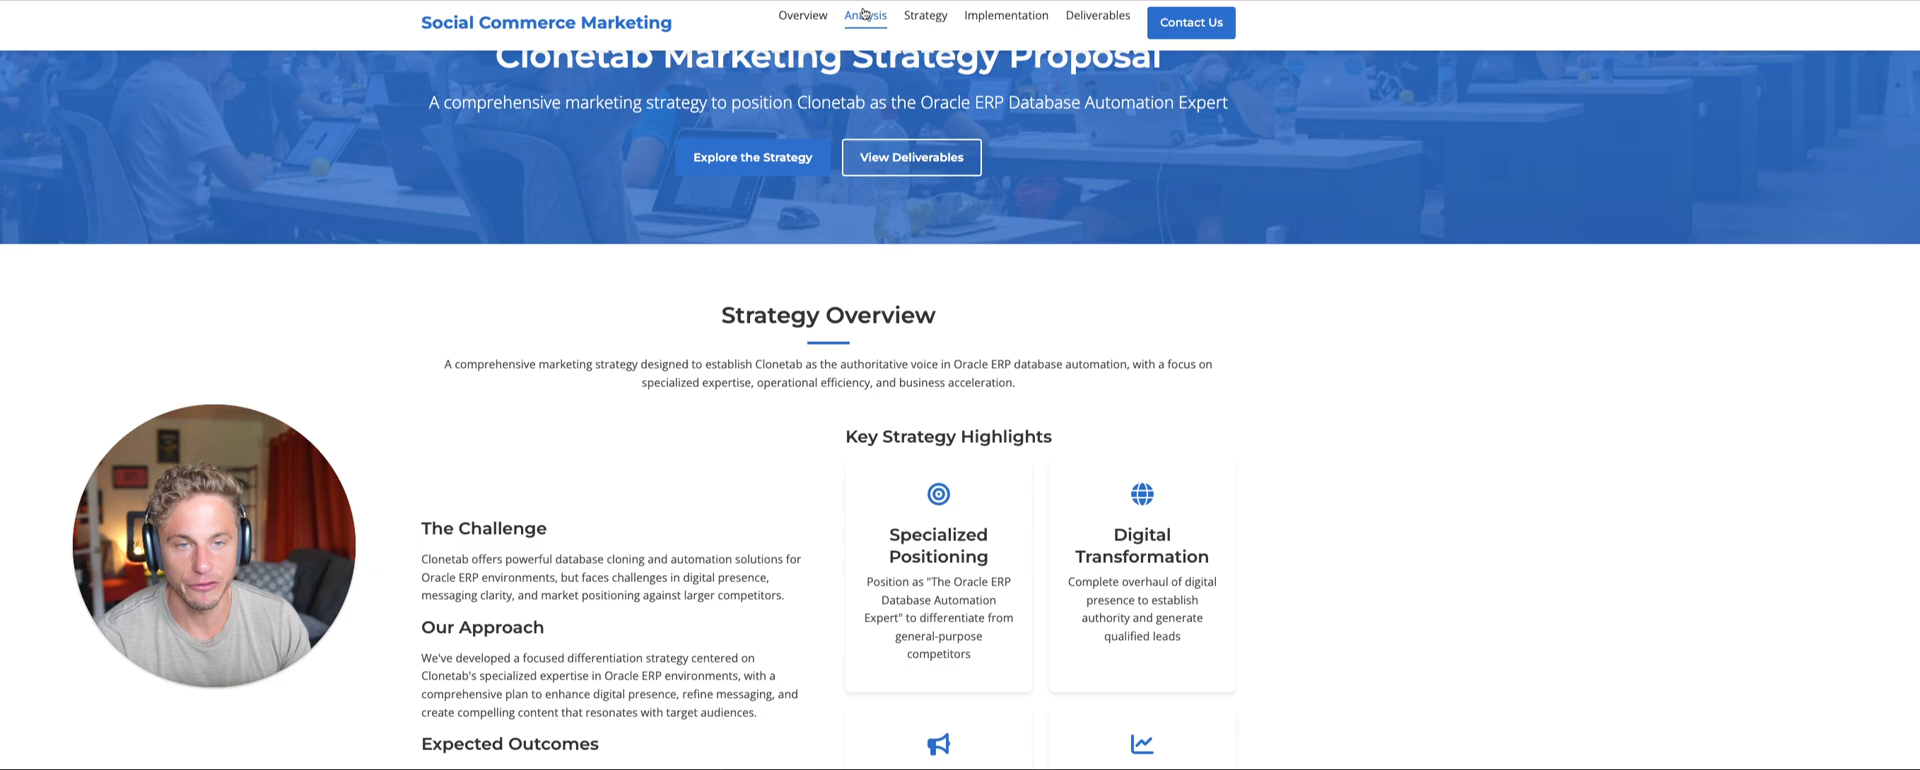 Social Commerce Marketing
Overview
Analysis
Strategy
Implementation
Deliverables
Contact Us
Clonetab Marketing Strategy Proposal
A comprehensive marketing strategy to position Clonetab as the Oracle ERP Database Automation Expert
Explore the Strategy
View Deliverables
Strategy Overview
A comprehensive marketing strategy designed to establish Clonetab as the authoritative voice in Oracle ERP database automation, with a focus on
specialized expertise, operational efficiency, and business acceleration.
The Challenge
Clonetab offers powerful database cloning and automation solutions for
Oracle ERP environments, but faces challenges in digital presence,
messaging clarity, and market positioning against larger competitors.
Our Approach
We've developed a focused differentiation strategy centered on
Clonetab's specialized expertise in Oracle ERP environments, with a
comprehensive plan to enhance digital presence, refine messaging, and
create compelling content that resonates with target audiences.
Expected Outcomes
Key Strategy Highlights
Specialized
Positioning
Position as "The Oracle ERP
Database Automation
Expert" to differentiate from
general-purpose
competitors
Digital
Transformation
Complete overhaul of digital
presence to establish
authority and generate
qualified leads